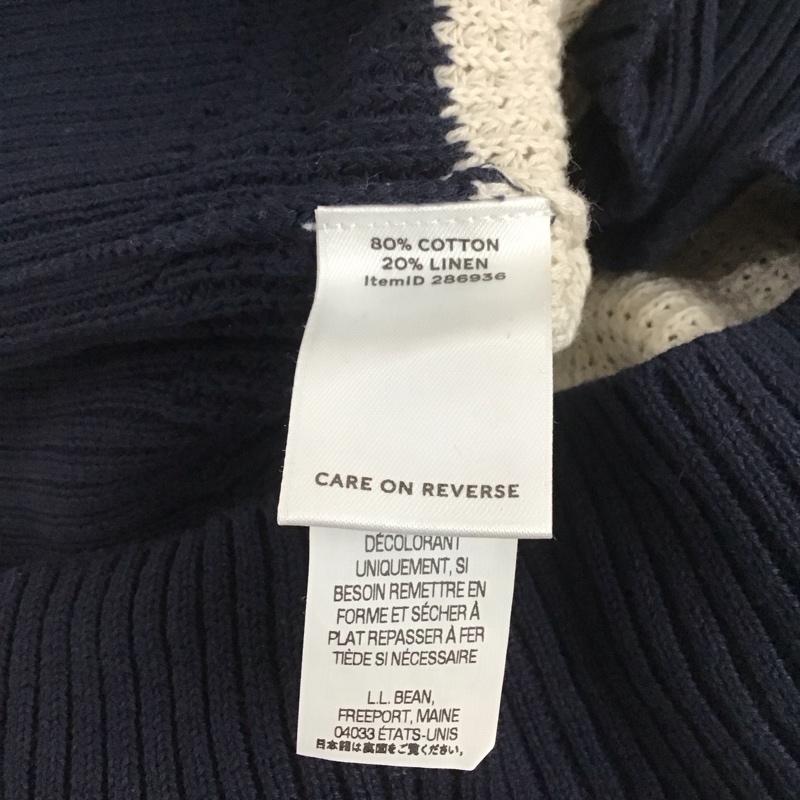 80% COTTON
20% LINEN
ItemID 286936
CARE ON REVERSE
DÉCOLORANT
UNIQUEMENT, SI
BESOIN REMETTRE EN
FORME ET SÉCHER À
PLAT REPASSER À FER
TIÈDE SI NÉCESSAIRE
L.L. BEAN,
FREEPORT, MAINE
04033 ÉTATS-UNIS
日本語は裏面をご覧ください。